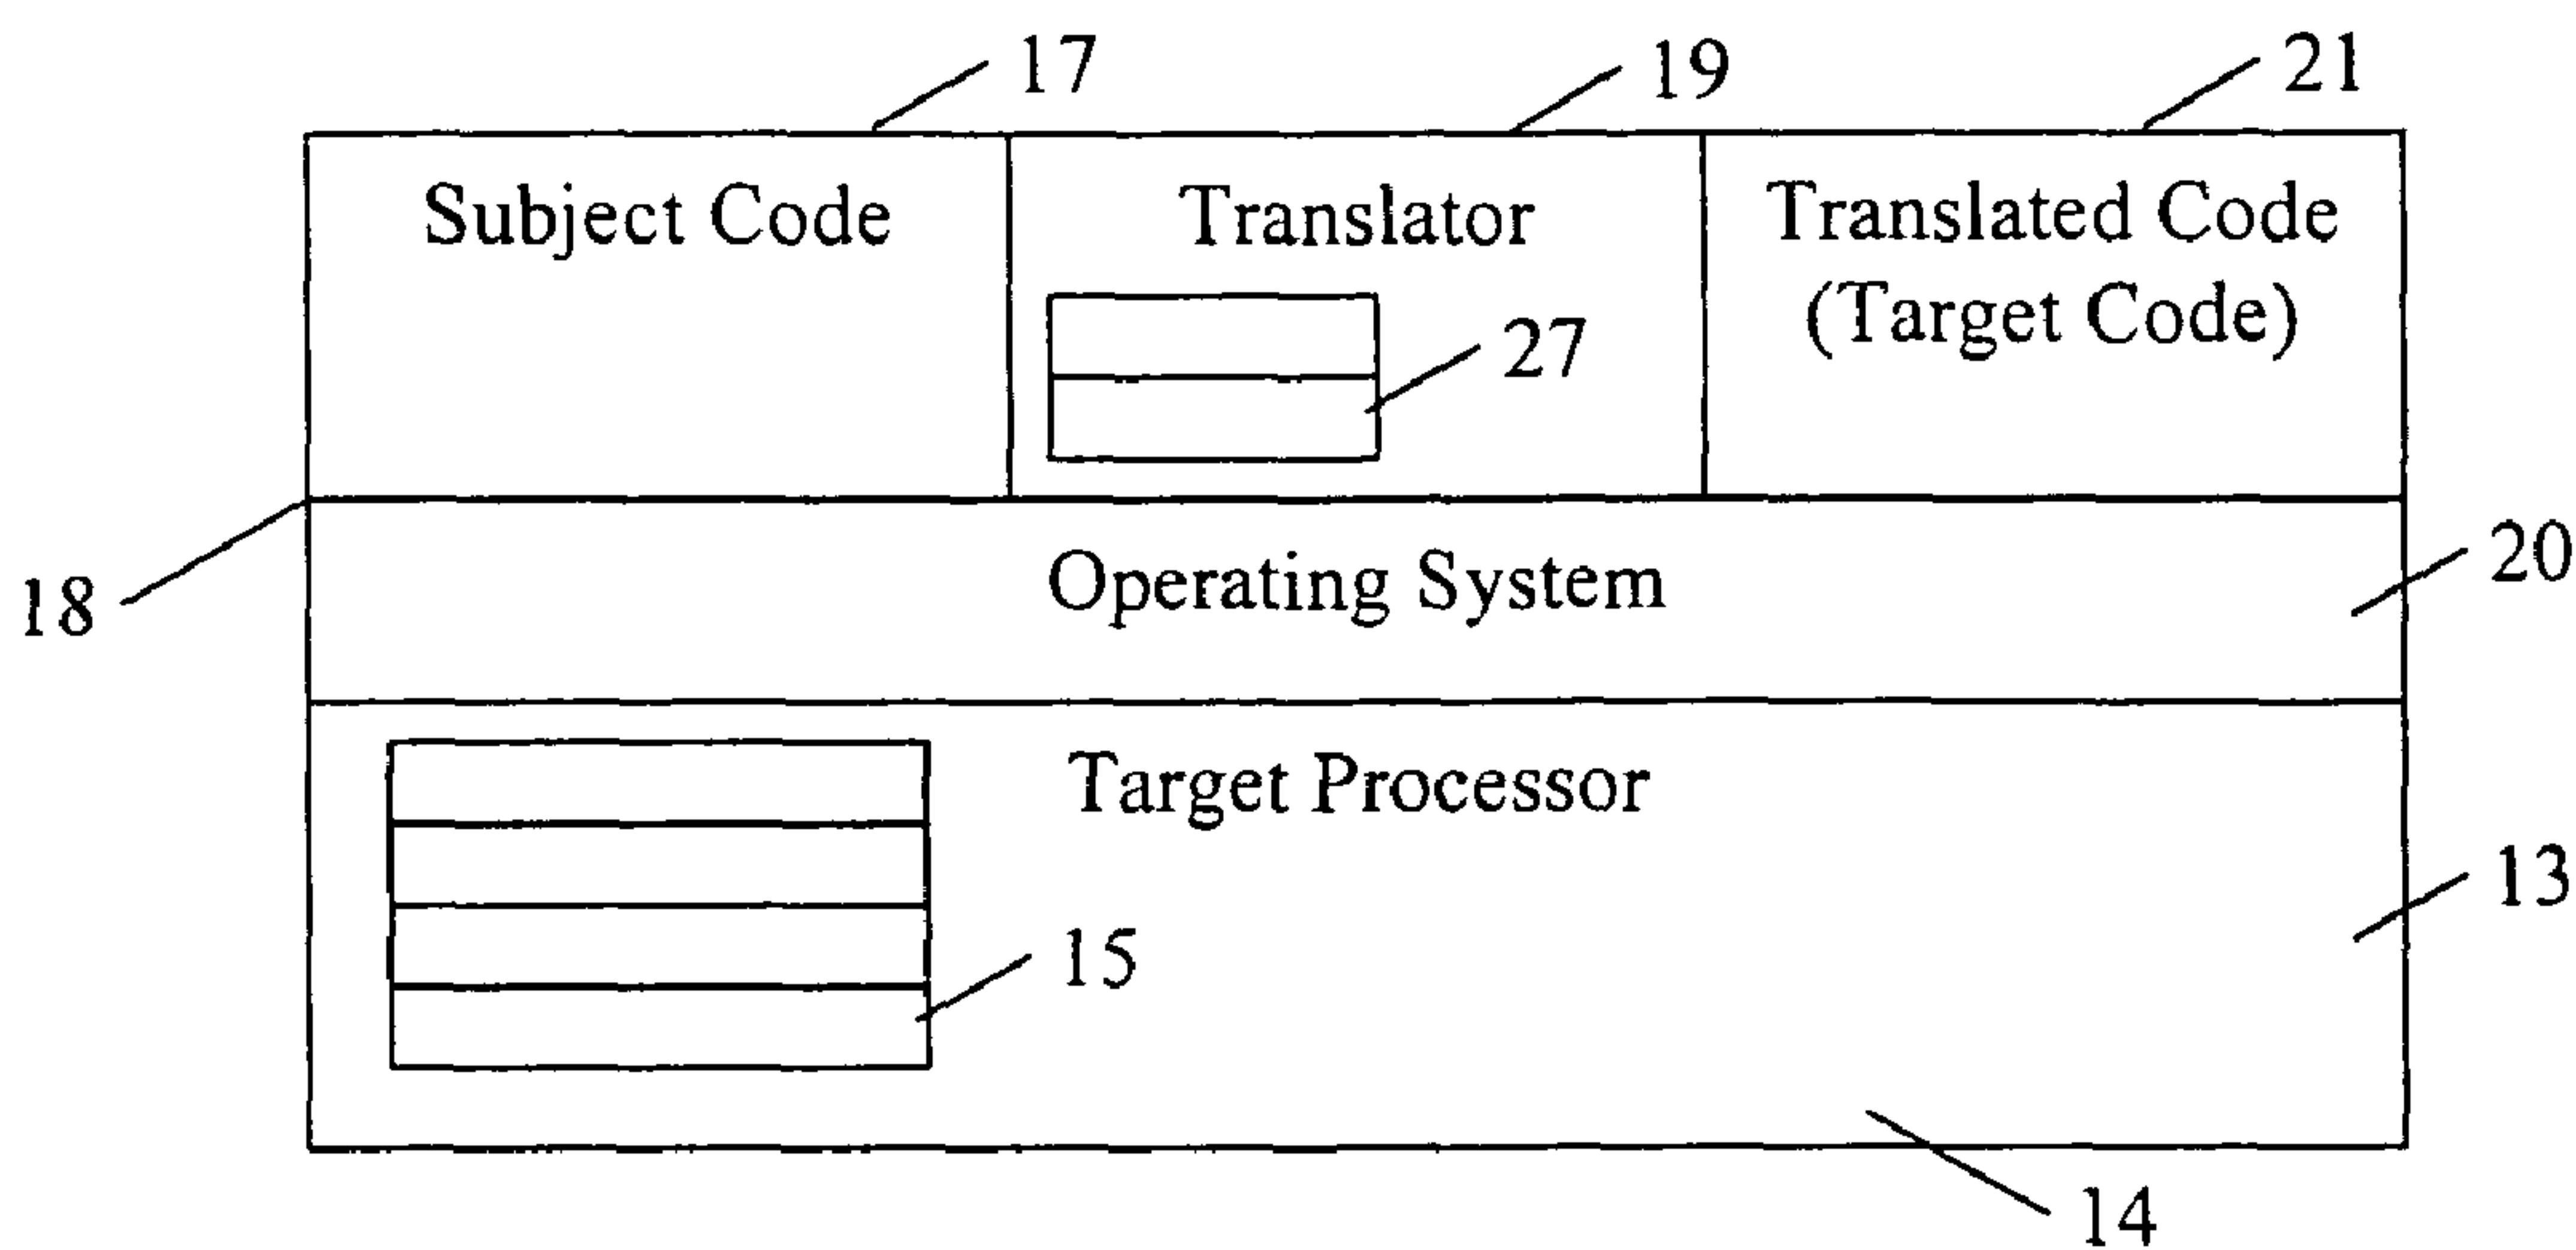 17
19
21
Subject Code
Translator
Translated Code
(Target Code)
27
18
Operating System
20
Target Processor
13
15
14